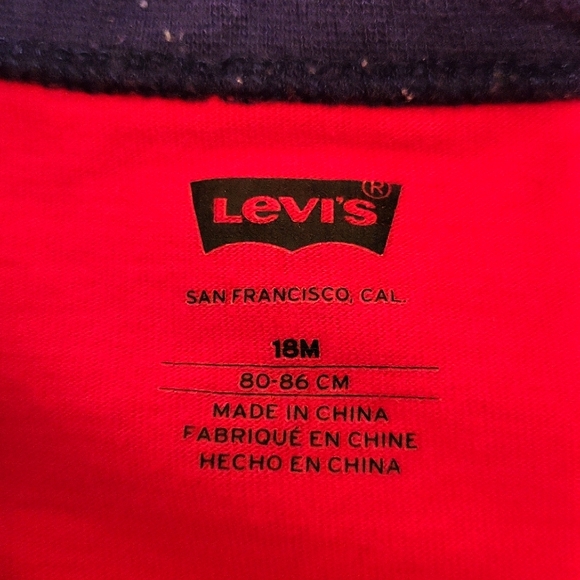 Levi's®
SAN FRANCISCO, CAL.
18M
80-86 CM
MADE IN CHINA
FABRIQUÉ EN CHINE
HECHO EN CHINA